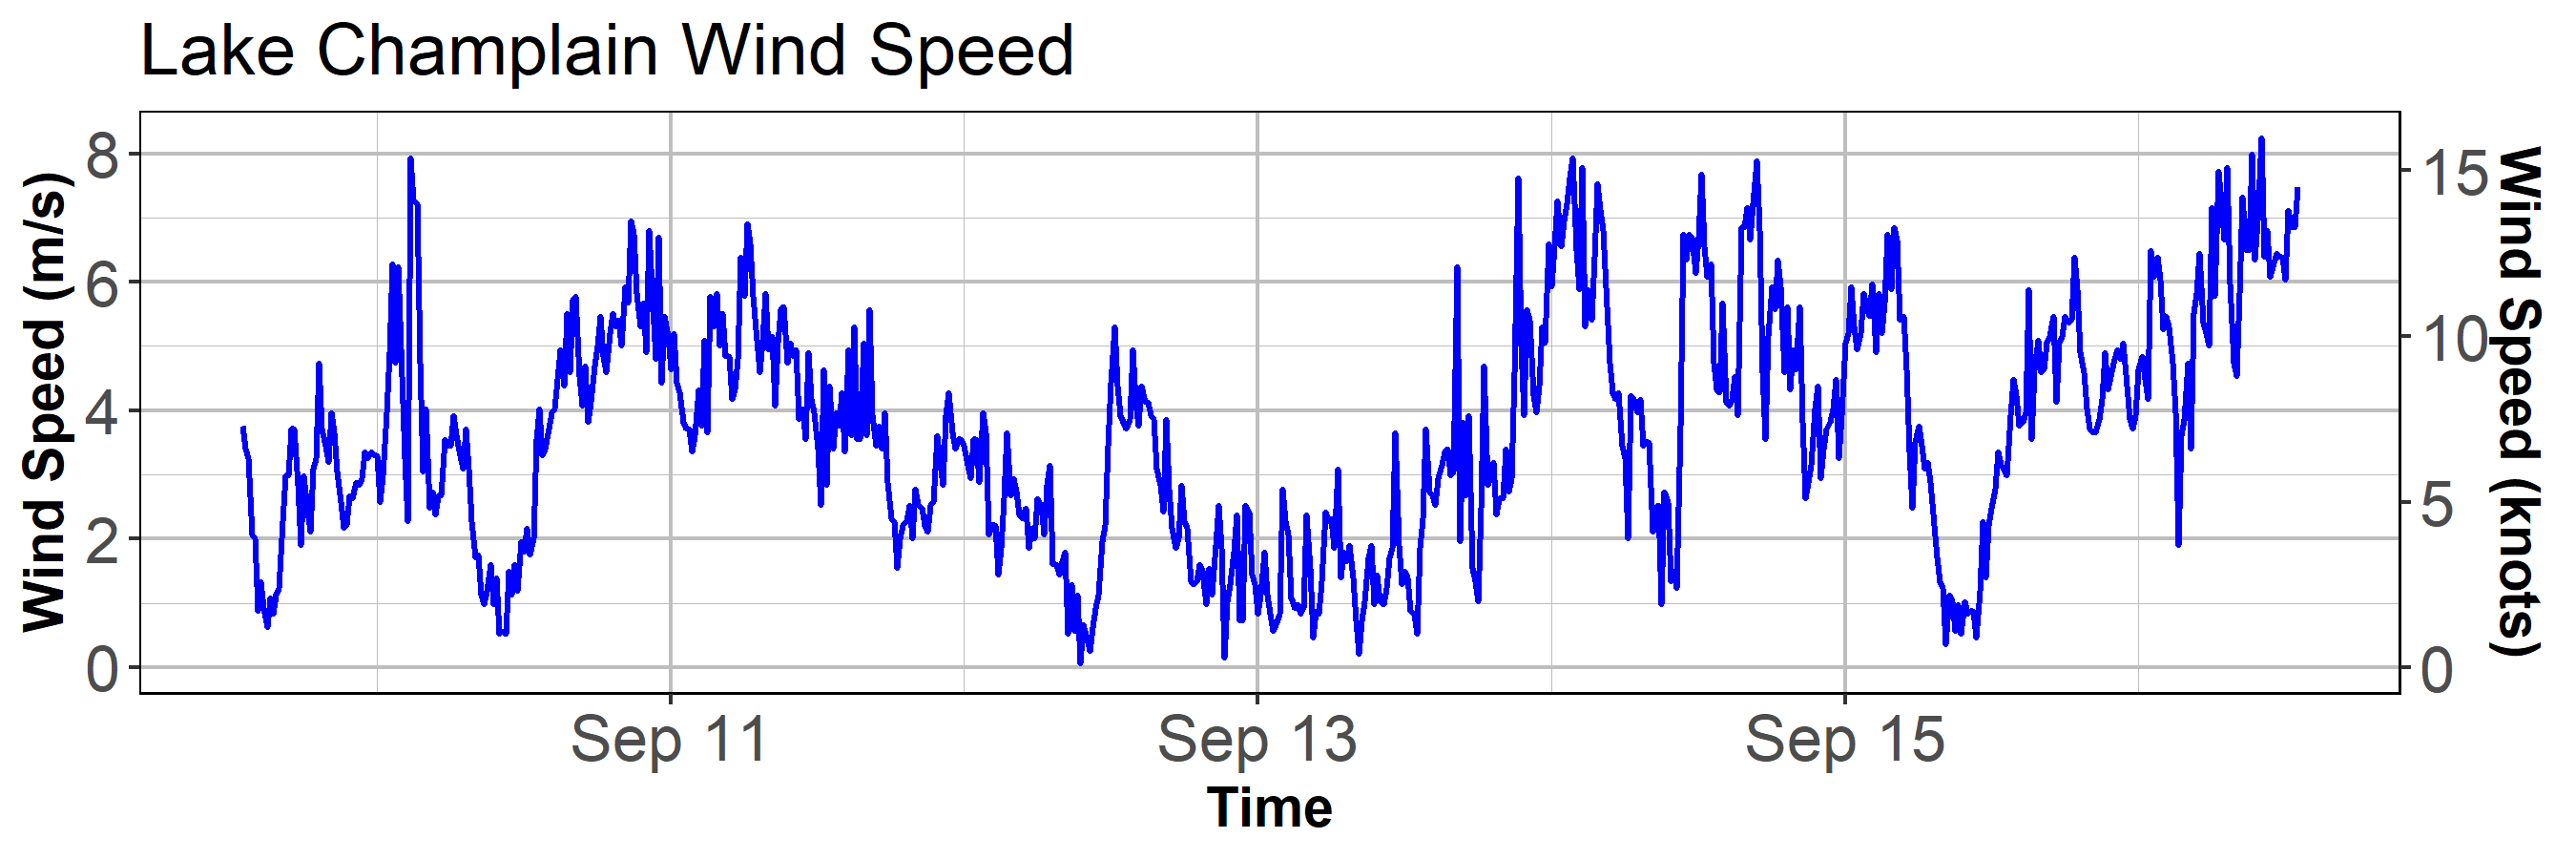 Lake Champlain Wind Speed
Wind Speed (m/s)
8
6
4
2
0
15
10
5
0
Wind Speed (knots)
Sep 11
Sep 13
Sep 15
Time